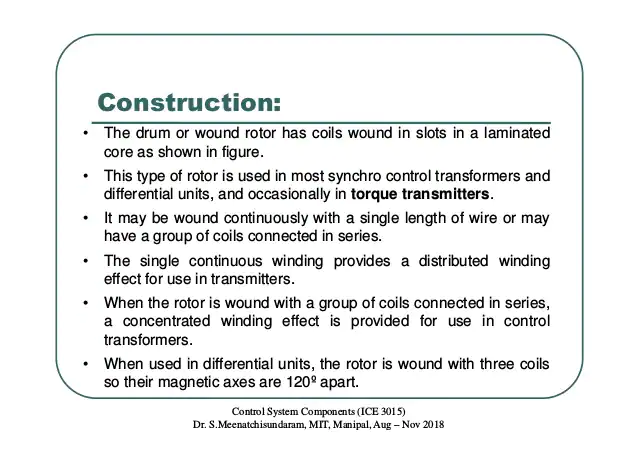 Construction:
• The drum or wound rotor has coils wound in slots in a laminated
core as shown in figure.
• This type of rotor is used in most synchro control transformers and
differential units, and occasionally in torque transmitters.
• It may be wound continuously with a single length of wire or may
have a group of coils connected in series.
• The single continuous winding provides a distributed winding
effect for use in transmitters.
• When the rotor is wound with a group of coils connected in series,
a concentrated winding effect is provided for use in control
transformers.
• When used in differential units, the rotor is wound with three coils
so their magnetic axes are 120º apart.
Control System Components (ICE 3015)
Dr. S.Meenatchisundaram, MIT, Manipal, Aug – Nov 2018